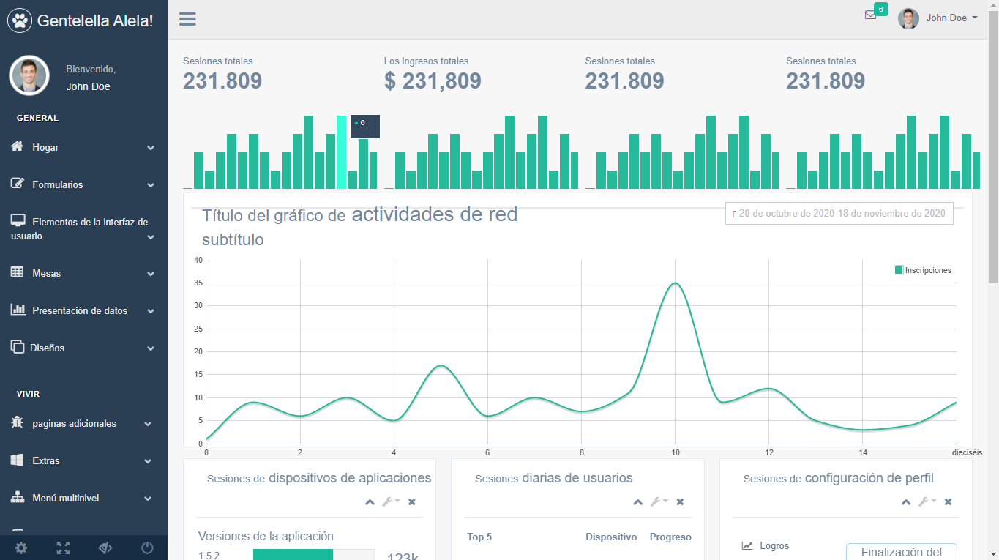 Gentelella Alela!
Bienvenido,
John Doe
GENERAL
Hogar
Formularios
Elementos de la interfaz de
usuario
Mesas
Presentación de datos
Diseños
VIVIR
paginas adicionales
Extras
Menú multinivel
6
John Doe
Sesiones totales
231.809
Los ingresos totales
$ 231,809
Sesiones totales
231.809
Sesiones totales
231.809
6
Título del gráfico de actividades de red
subtítulo
20 de octubre de 2020-18 de noviembre de 2020
Inscripciones
40
35
30
25
20
15
10
5
0
0 2 4 6 8 10 12 14 dieciséis
Sesiones de dispositivos de aplicaciones
Versiones de la aplicación
1.5.2
123k
Sesiones diarias de usuarios
Top 5 Dispositivo Progreso
Sesiones de configuración de perfil
Logros
Finalización del